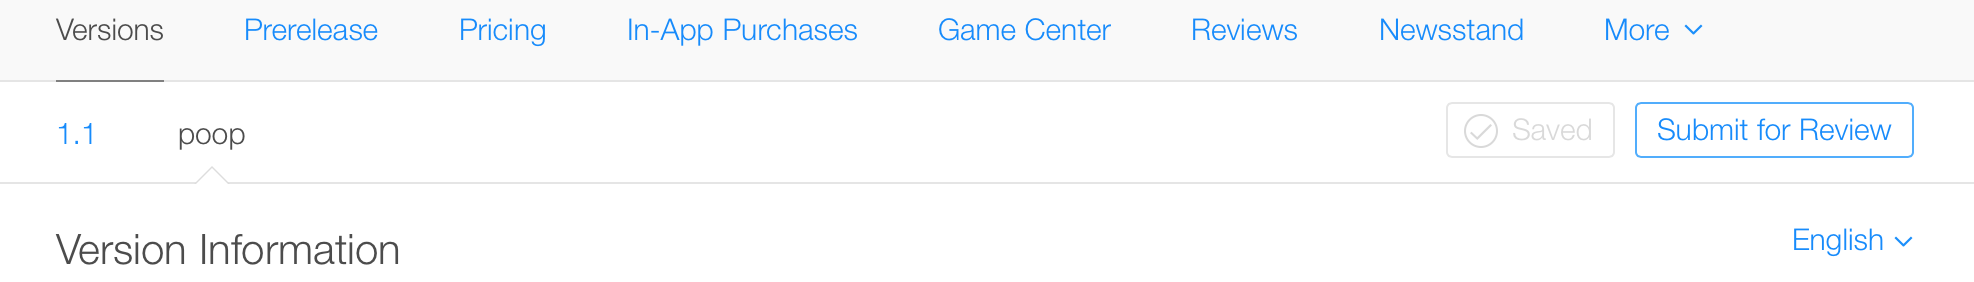 Versions Prerelease Pricing In-App Purchases Game Center Reviews Newsstand More
1.1 poop Saved Submit for Review
Version Information English